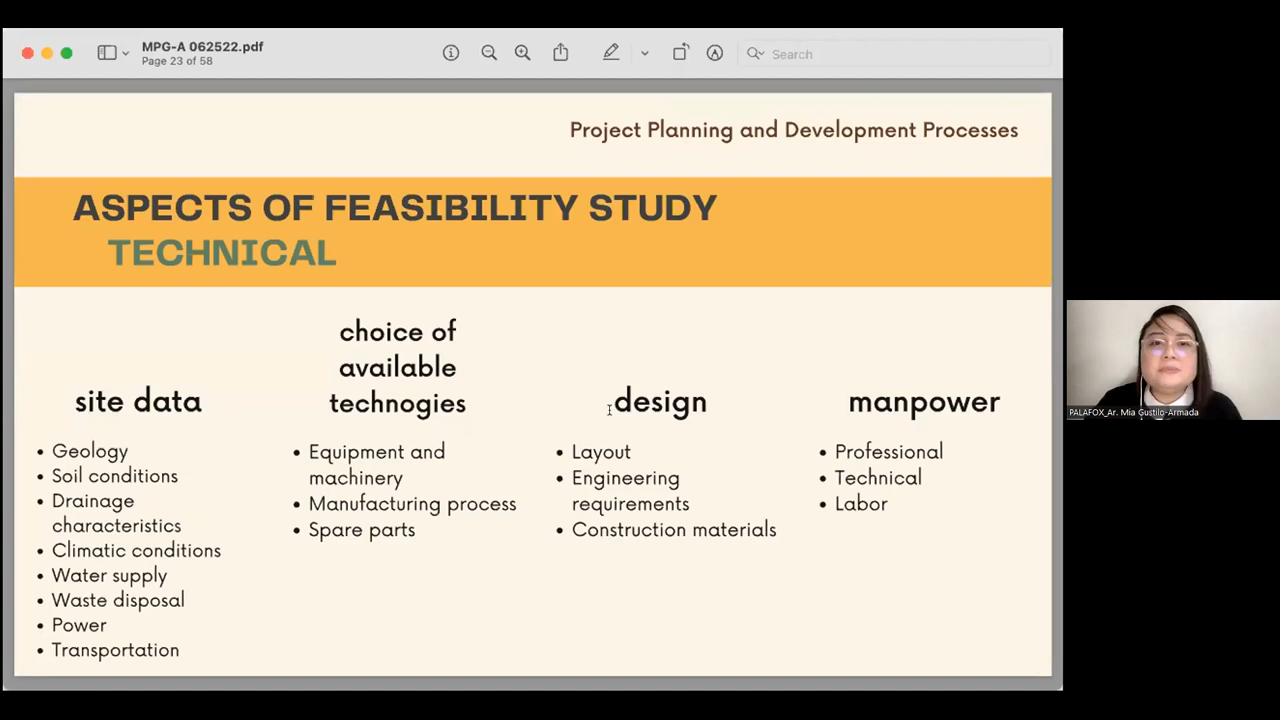 MPG-A 062522.pdf
Page 23 of 58
Search
Project Planning and Development Processes
ASPECTS OF FEASIBILITY STUDY
TECHNICAL
site data
Geology
Soil conditions
Drainage
characteristics
Climatic conditions
Water supply
Waste disposal
Power
Transportation
choice of
available
technogies
Equipment and
machinery
Manufacturing process
Spare parts
design
Layout
Engineering
requirements
Construction materials
manpower
Professional
Technical
Labor
PALAFOX_Ar. Mia Gustilo-Armada